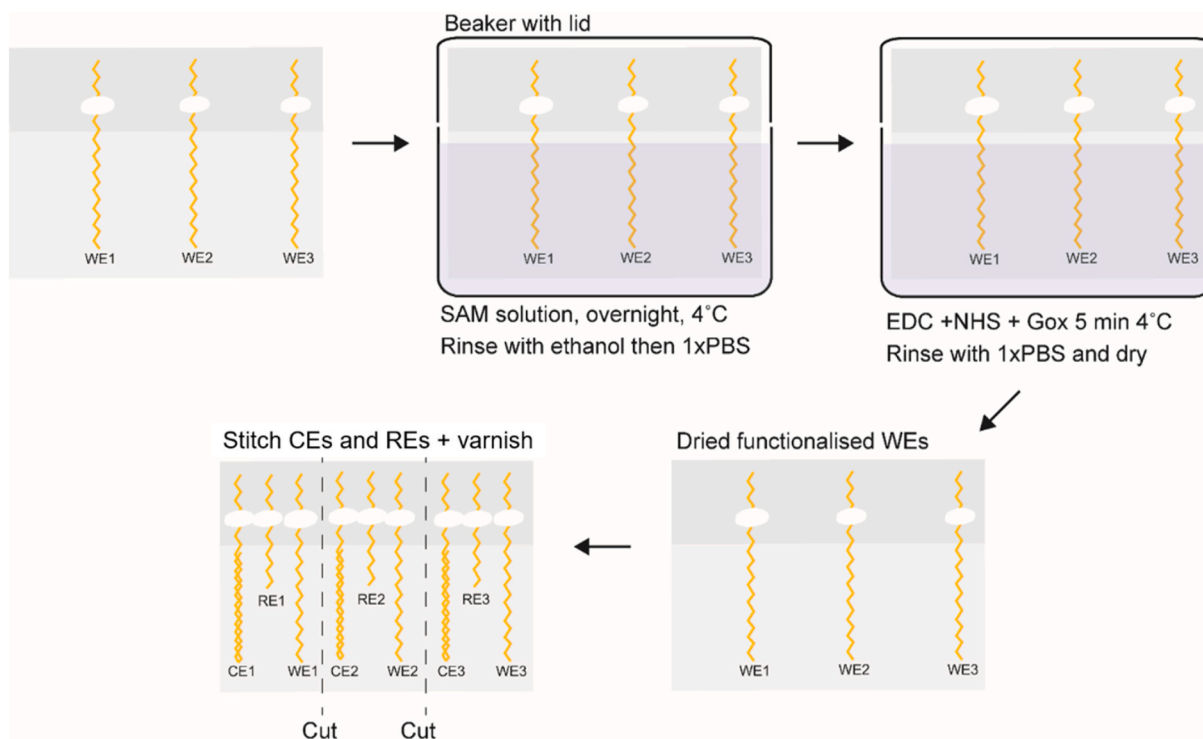 Beaker with lid
WE1 WE2 WE3
WE1 WE2 WE3
WE1 WE2 WE3
SAM solution, overnight, 4°C
Rinse with ethanol then 1xPBS
EDC +NHS + Gox 5 min 4°C
Rinse with 1xPBS and dry
Dried functionalised WEs
WE1 WE2 WE3
Stitch CEs and REs + varnish
RE1 RE2 RE3
CE1 WE1 CE2 WE2 CE3 WE3
Cut Cut